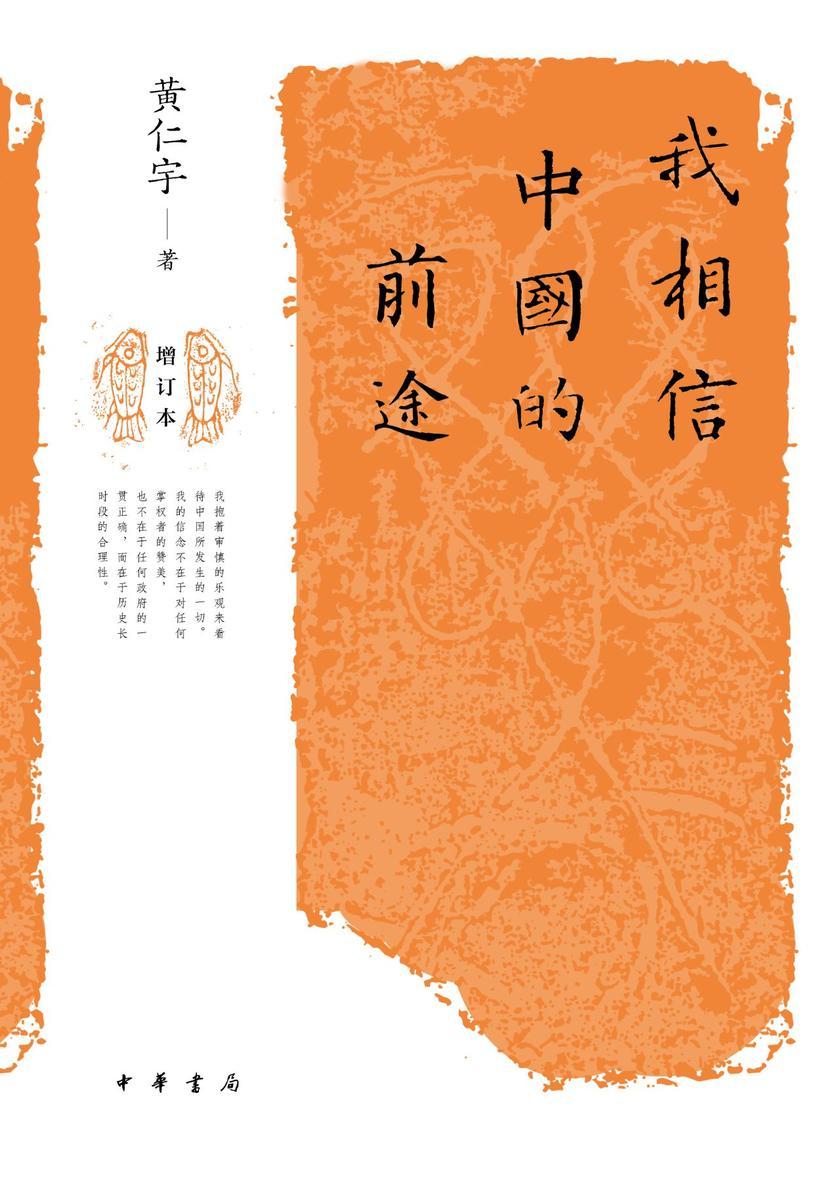 我相信
中國的
前途
黄仁宇
著
增订本
我抱着审慎的乐观来看
待中国所发生的一切。
我的信念不在于对任何
掌权者的赞美，
也不在于任何政府的一
贯正确，而在于历史长
时段的合理性。
中華書局